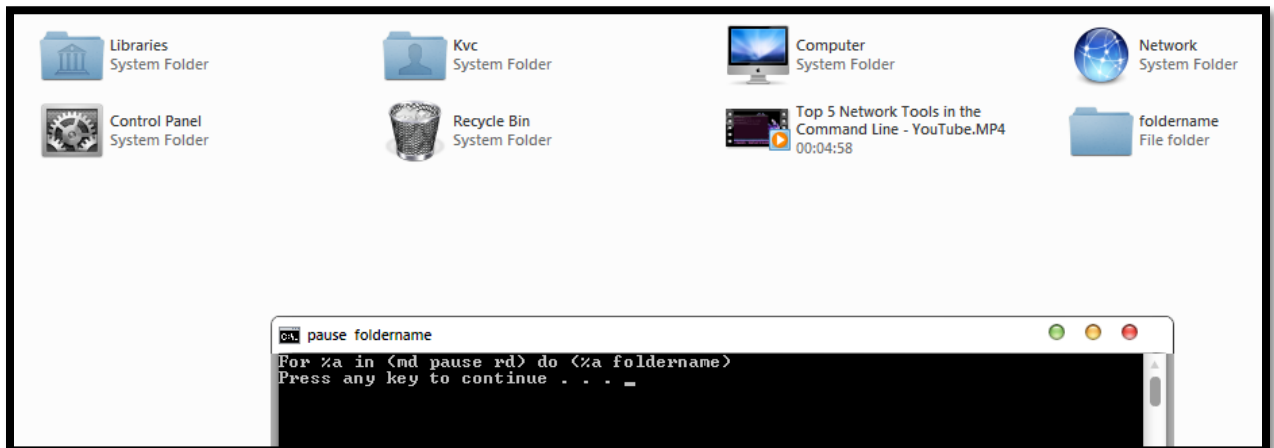 Libraries
System Folder
Kvc
System Folder
Computer
System Folder
Network
System Folder
Control Panel
System Folder
Recycle Bin
System Folder
Top 5 Network Tools in the
Command Line - YouTube.MP4
00:04:58
foldername
File folder
C:\.
pause foldername
For %a in (md pause rd) do (%a foldername)
Press any key to continue . . . _